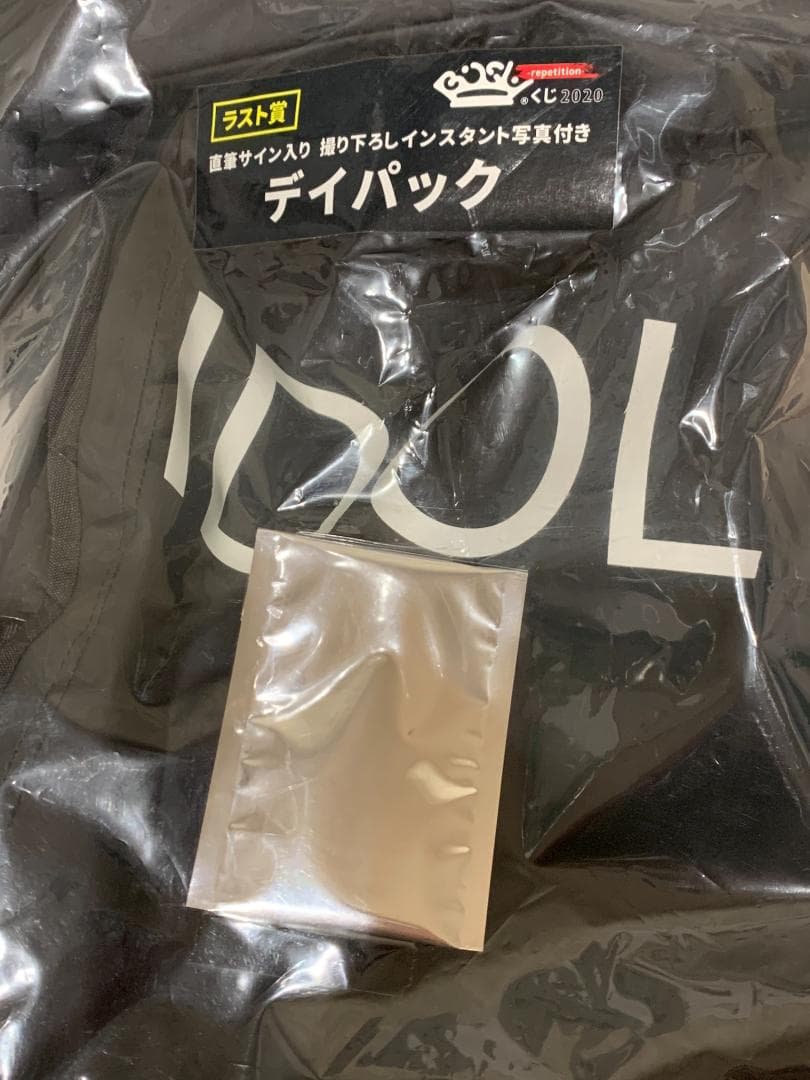 -repetition-
®くじ2020
ラスト賞
直筆サイン入り 撮り下ろしインスタント写真付き
デイパック
IDOL